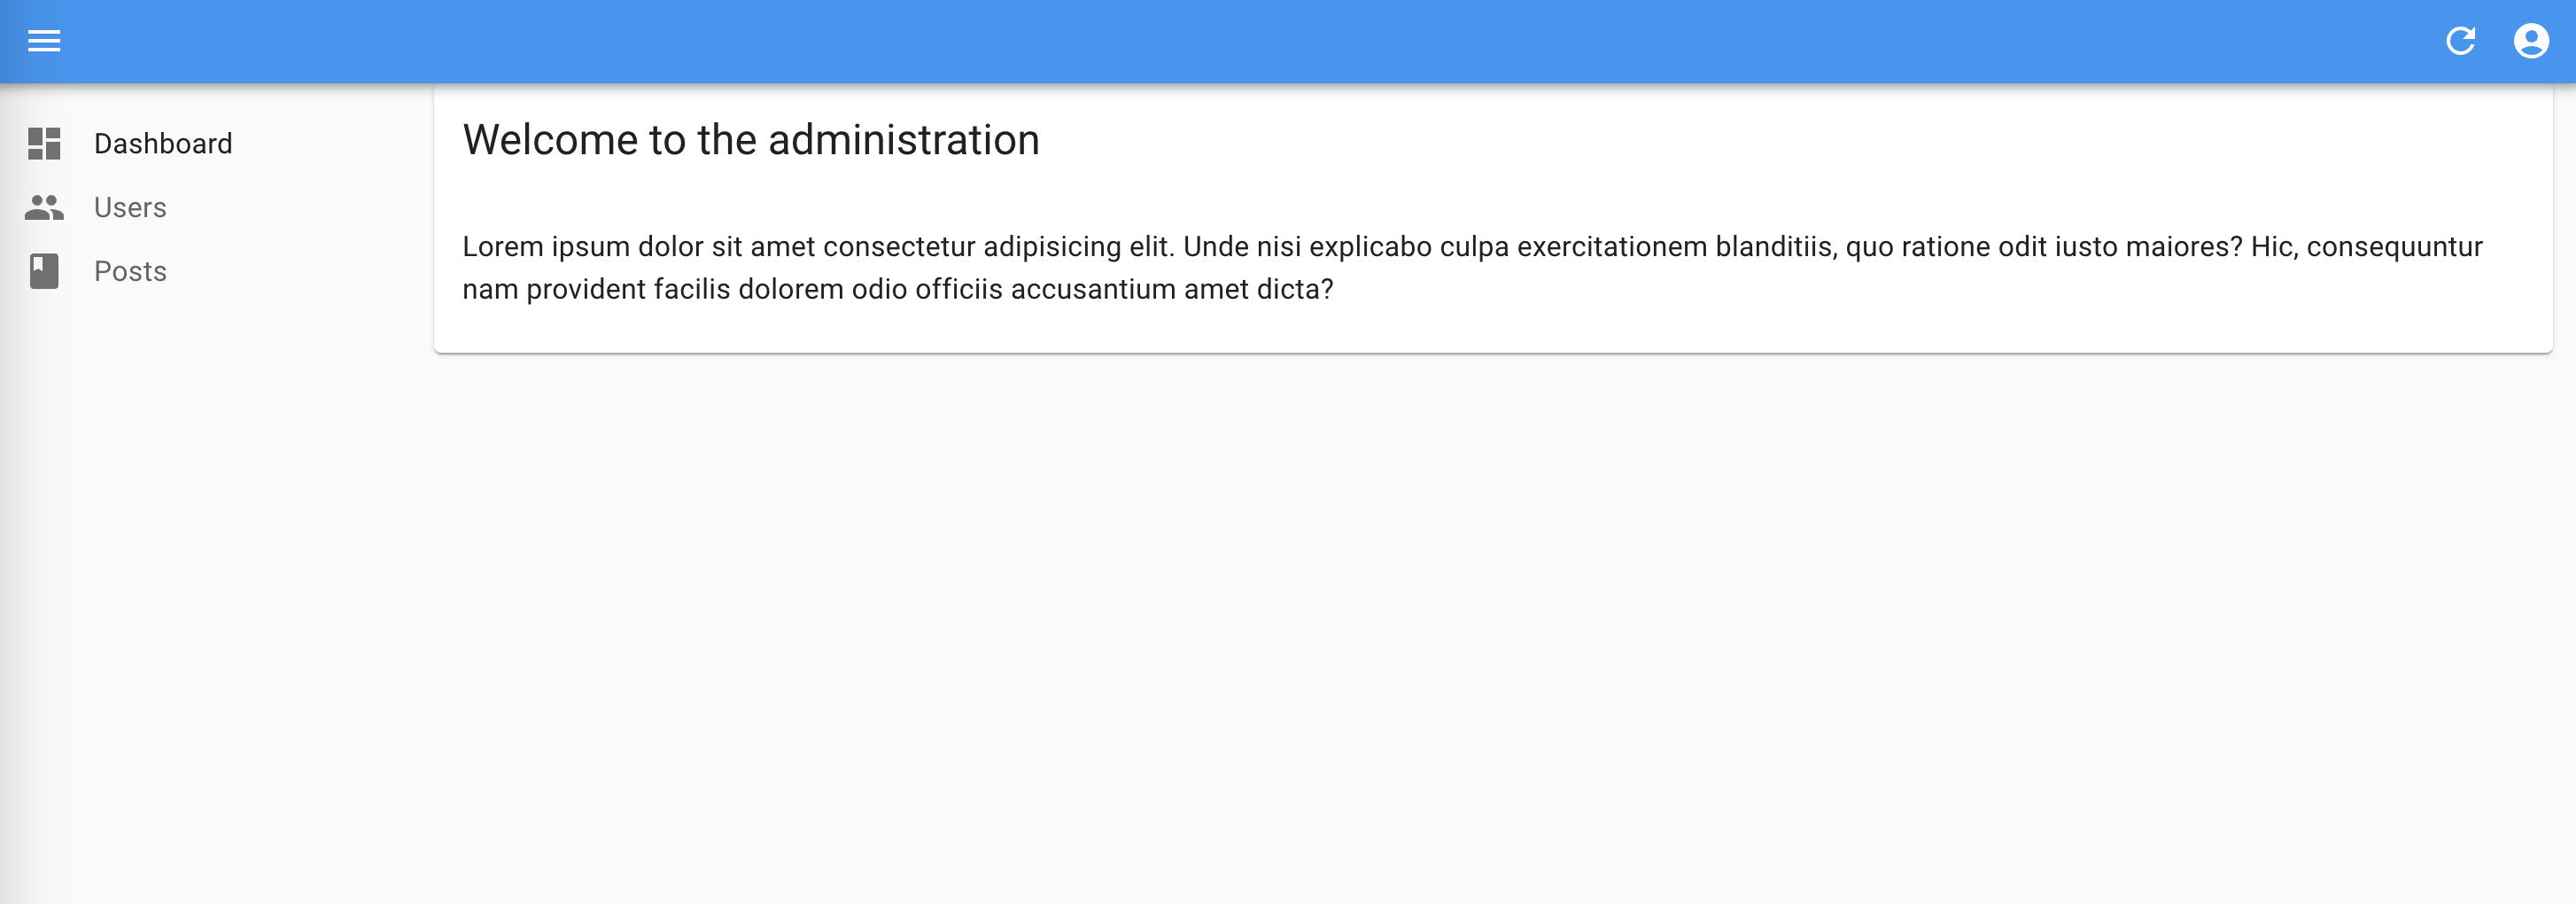 Dashboard
Users
Posts
Welcome to the administration
Lorem ipsum dolor sit amet consectetur adipisicing elit. Unde nisi explicabo culpa exercitationem blanditiis, quo ratione odit iusto maiores? Hic, consequuntur
nam provident facilis dolorem odio officiis accusantium amet dicta?